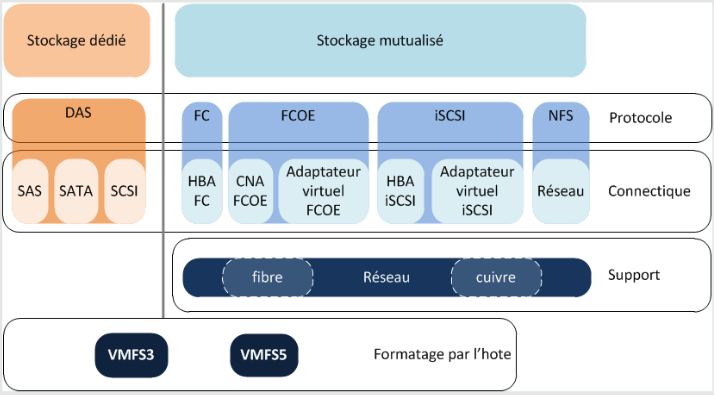 Stockage dédié
Stockage mutualisé
DAS
FC
FCOE
iSCSI
NFS
Protocole
SAS
SATA
SCSI
HBA
FC
CNA
FCOE
Adaptateur
virtuel
FCOE
HBA
iSCSI
Adaptateur
virtuel
iSCSI
Réseau
Connectique
fibre
Réseau
cuivre
Support
VMFS3
VMFS5
Formatage par l'hote